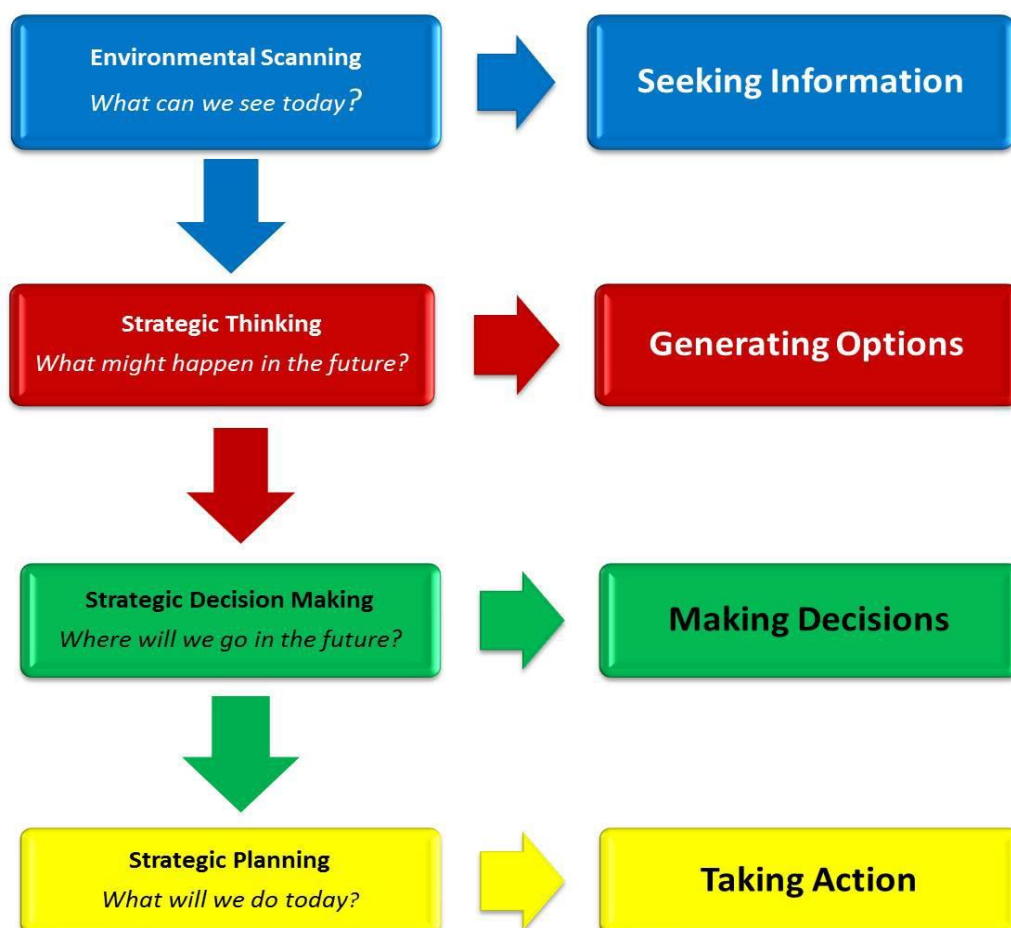 Environmental Scanning
What can we see today?
Seeking Information
Strategic Thinking
What might happen in the future?
Generating Options
Strategic Decision Making
Where will we go in the future?
Making Decisions
Strategic Planning
What will we do today?
Taking Action